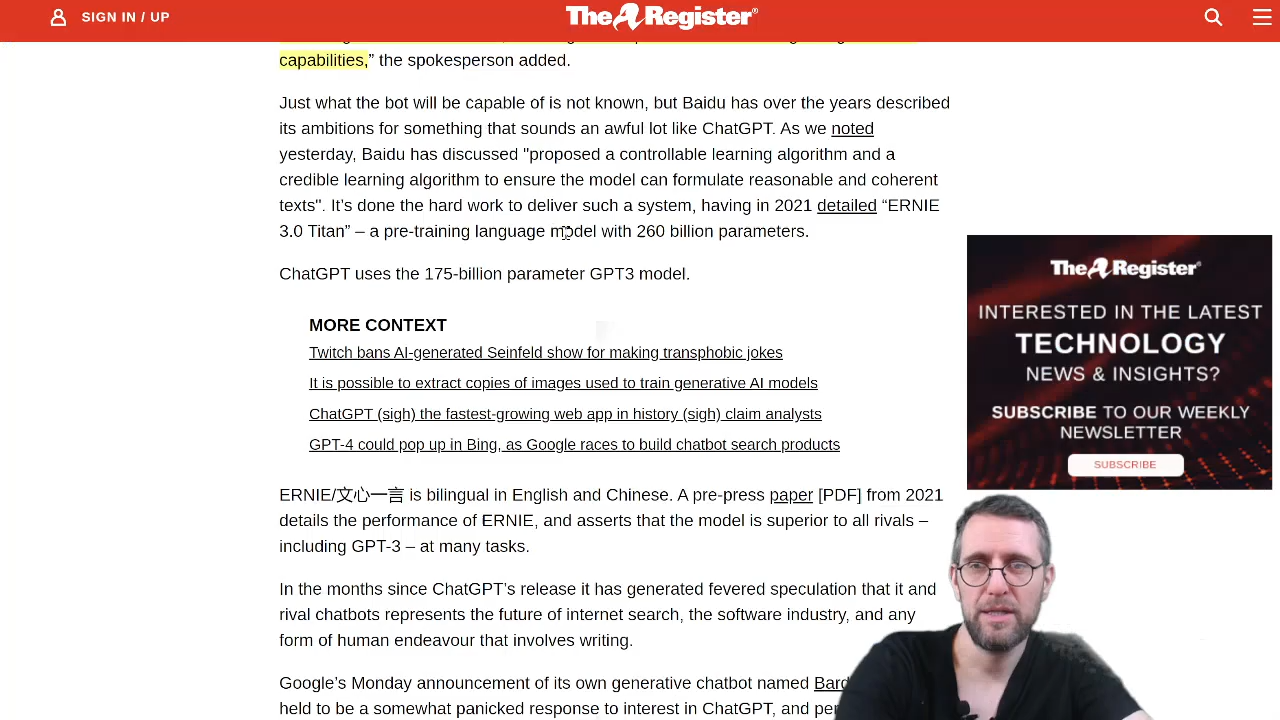 SIGN IN / UP
The Register®
capabilities,” the spokesperson added.
Just what the bot will be capable of is not known, but Baidu has over the years described
its ambitions for something that sounds an awful lot like ChatGPT. As we noted
yesterday, Baidu has discussed "proposed a controllable learning algorithm and a
credible learning algorithm to ensure the model can formulate reasonable and coherent
texts". It’s done the hard work to deliver such a system, having in 2021 detailed “ERNIE
3.0 Titan” – a pre-training language model with 260 billion parameters.
ChatGPT uses the 175-billion parameter GPT3 model.
MORE CONTEXT
Twitch bans AI-generated Seinfeld show for making transphobic jokes
It is possible to extract copies of images used to train generative AI models
ChatGPT (sigh) the fastest-growing web app in history (sigh) claim analysts
GPT-4 could pop up in Bing, as Google races to build chatbot search products
ERNIE/文心一言 is bilingual in English and Chinese. A pre-press paper [PDF] from 2021
details the performance of ERNIE, and asserts that the model is superior to all rivals –
including GPT-3 – at many tasks.
In the months since ChatGPT’s release it has generated fevered speculation that it and
rival chatbots represents the future of internet search, the software industry, and any
form of human endeavour that involves writing.
Google’s Monday announcement of its own generative chatbot named Bard
held to be a somewhat panicked response to interest in ChatGPT, and
The Register®
INTERESTED IN THE LATEST
TECHNOLOGY
NEWS & INSIGHTS?
SUBSCRIBE TO OUR WEEKLY
NEWSLETTER
SUBSCRIBE